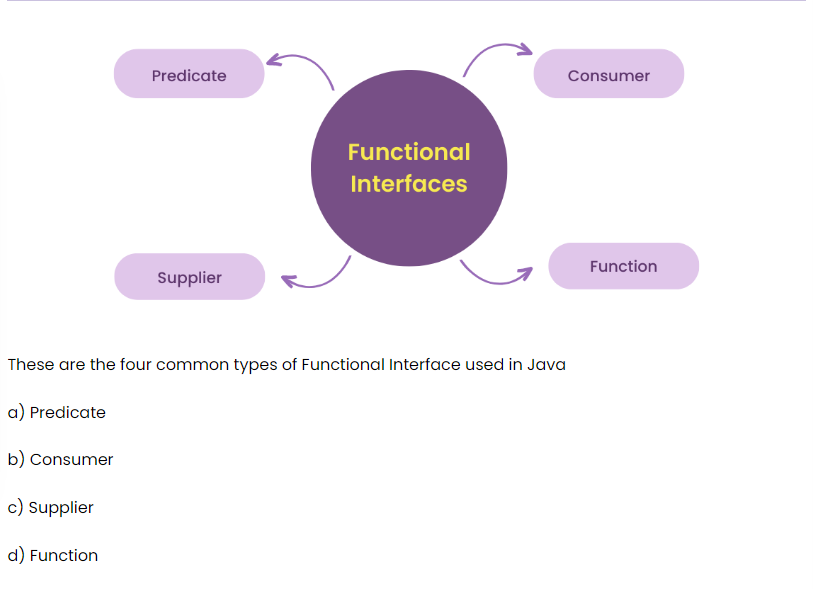 Predicate
Consumer
Functional
Interfaces
Supplier
Function
These are the four common types of Functional Interface used in Java
a) Predicate
b) Consumer
c) Supplier
d) Function